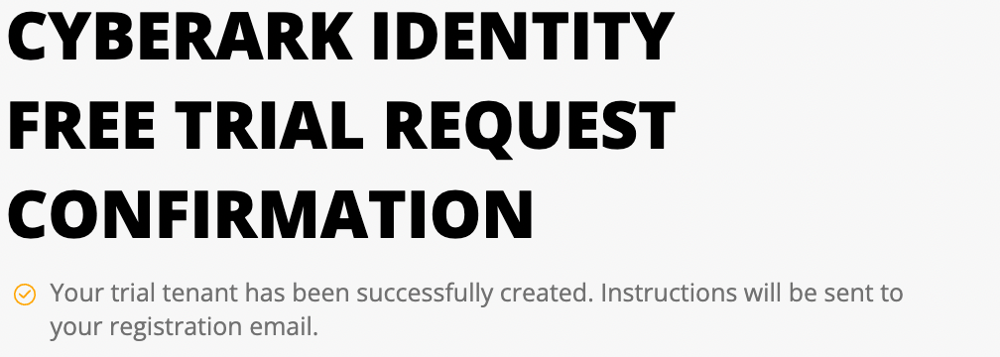 CYBERARK IDENTITY
FREE TRIAL REQUEST
CONFIRMATION
Your trial tenant has been successfully created. Instructions will be sent to
your registration email.